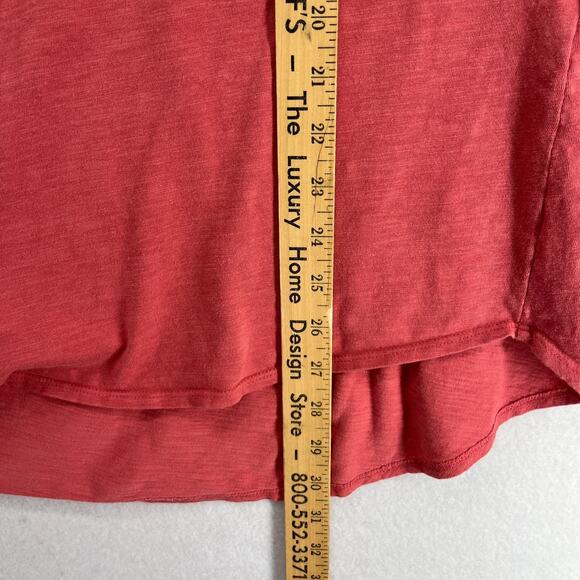 F'S – The Luxury Home Design Store – 800-552-3371
20 21 22 23 24 25 26 27 28 29 30 31 32